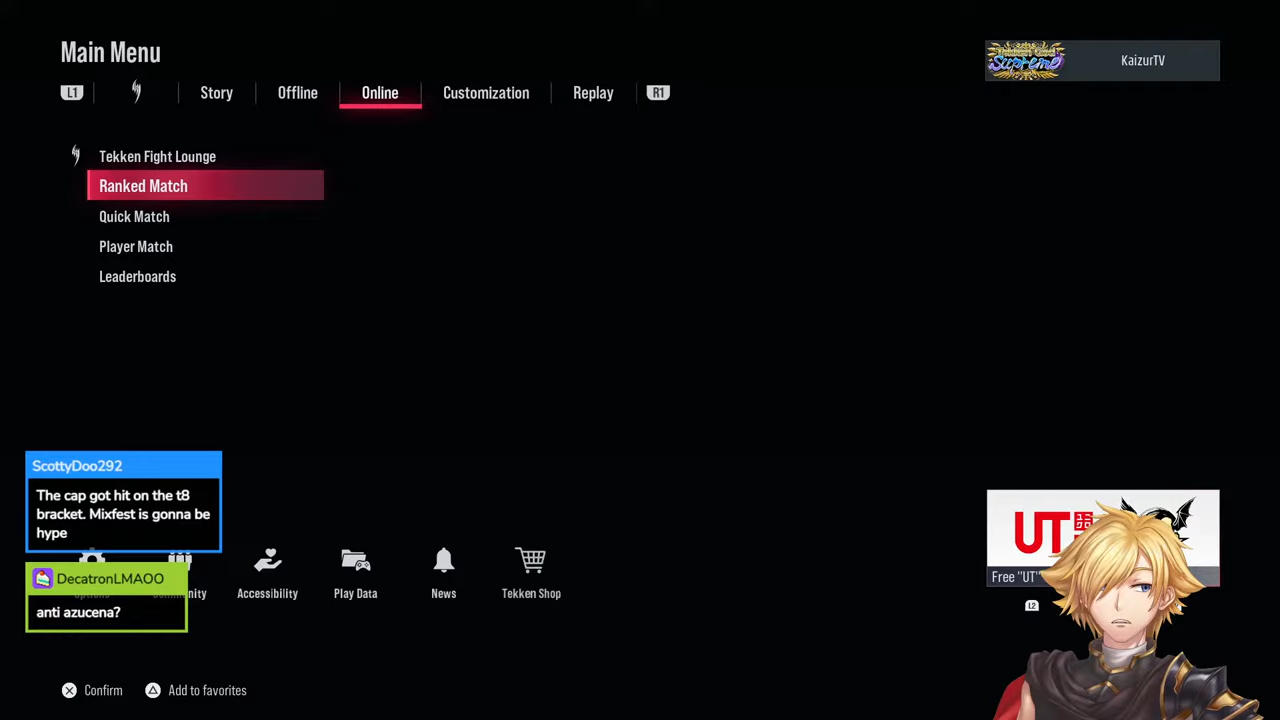 Main Menu
Supreme
KaizurTV
L1
Story
Offline
Online
Customization
Replay
R1
Tekken Fight Lounge
Ranked Match
Quick Match
Player Match
Leaderboards
ScottyDoo292
The cap got hit on the t8
bracket. Mixfest is gonna be
hype
DecatronLMAOO
anti azucena?
Accessibility
Play Data
News
Tekken Shop
UT
Free "UT"
L2
Confirm
Add to favorites